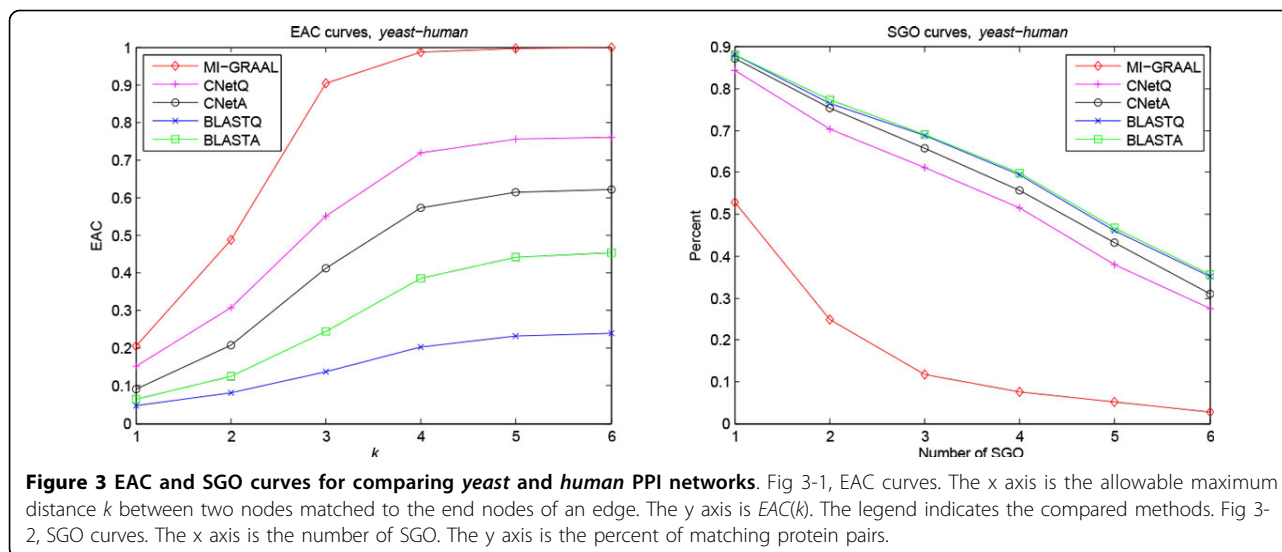 EAC curves, yeast−human
1
0.9
0.8
0.7
0.6
0.5
0.4
0.3
0.2
0.1
0
EAC
MI−GRAAL
CNetQ
CNetA
BLASTQ
BLASTA
1 2 3 4 5 6
k
SGO curves, yeast−human
0.9
0.8
0.7
0.6
0.5
0.4
0.3
0.2
0.1
0
Percent
MI−GRAAL
CNetQ
CNetA
BLASTQ
BLASTA
1 2 3 4 5 6
Number of SGO
Figure 3 EAC and SGO curves for comparing yeast and human PPI networks. Fig 3-1, EAC curves. The x axis is the allowable maximum
distance k between two nodes matched to the end nodes of an edge. The y axis is EAC(k). The legend indicates the compared methods. Fig 3-
2, SGO curves. The x axis is the number of SGO. The y axis is the percent of matching protein pairs.